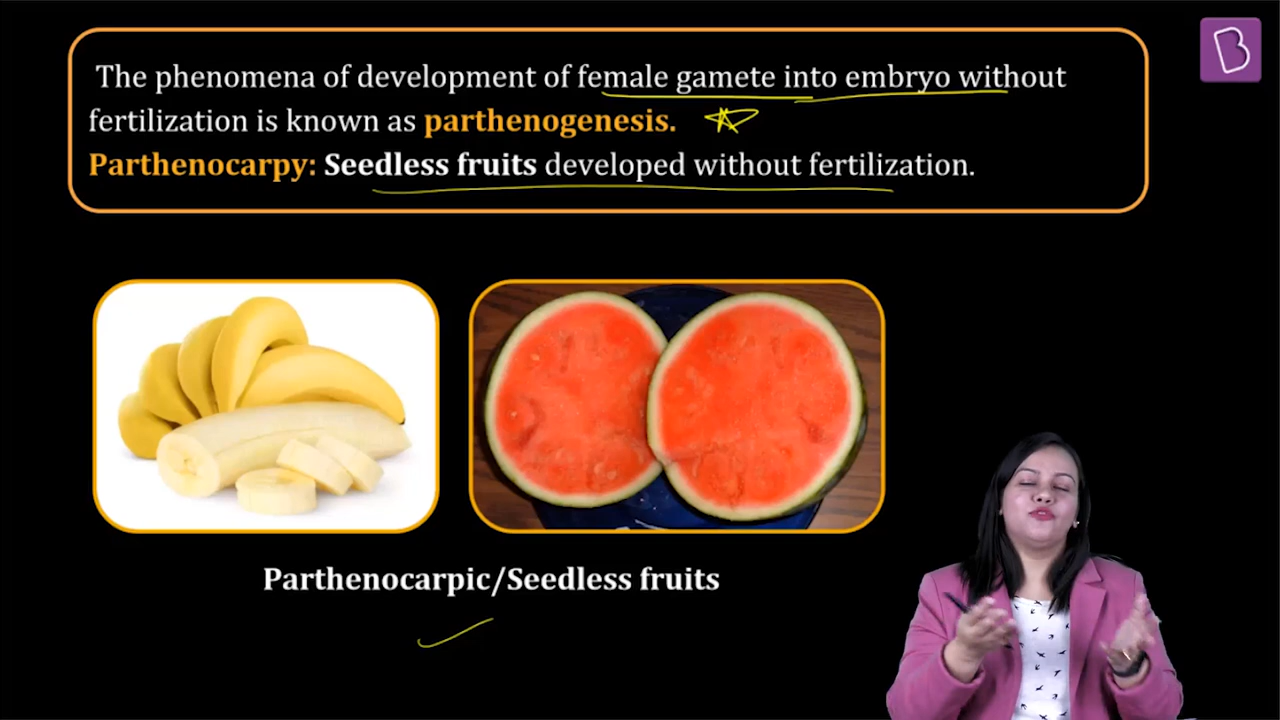 The phenomena of development of female gamete into embryo without
fertilization is known as parthenogenesis.
Parthenocarpy: Seedless fruits developed without fertilization.
Parthenocarpic/Seedless fruits